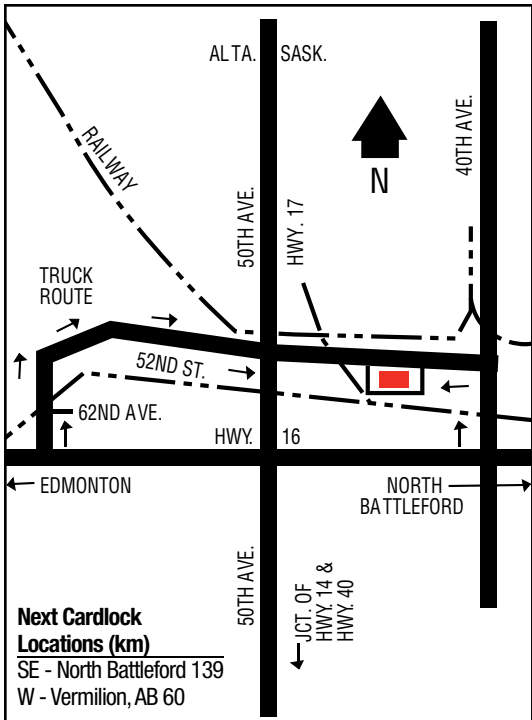 ALTA. SASK.
RAILWAY
N
50TH AVE.
HWY. 17
40TH AVE.
TRUCK
ROUTE
52ND ST.
62ND AVE.
HWY. 16
EDMONTON
NORTH
BATTLEFORD
50TH AVE.
JCT. OF
HWY. 14 &
HWY. 40
Next Cardlock
Locations (km)
SE - North Battleford 139
W - Vermilion, AB 60